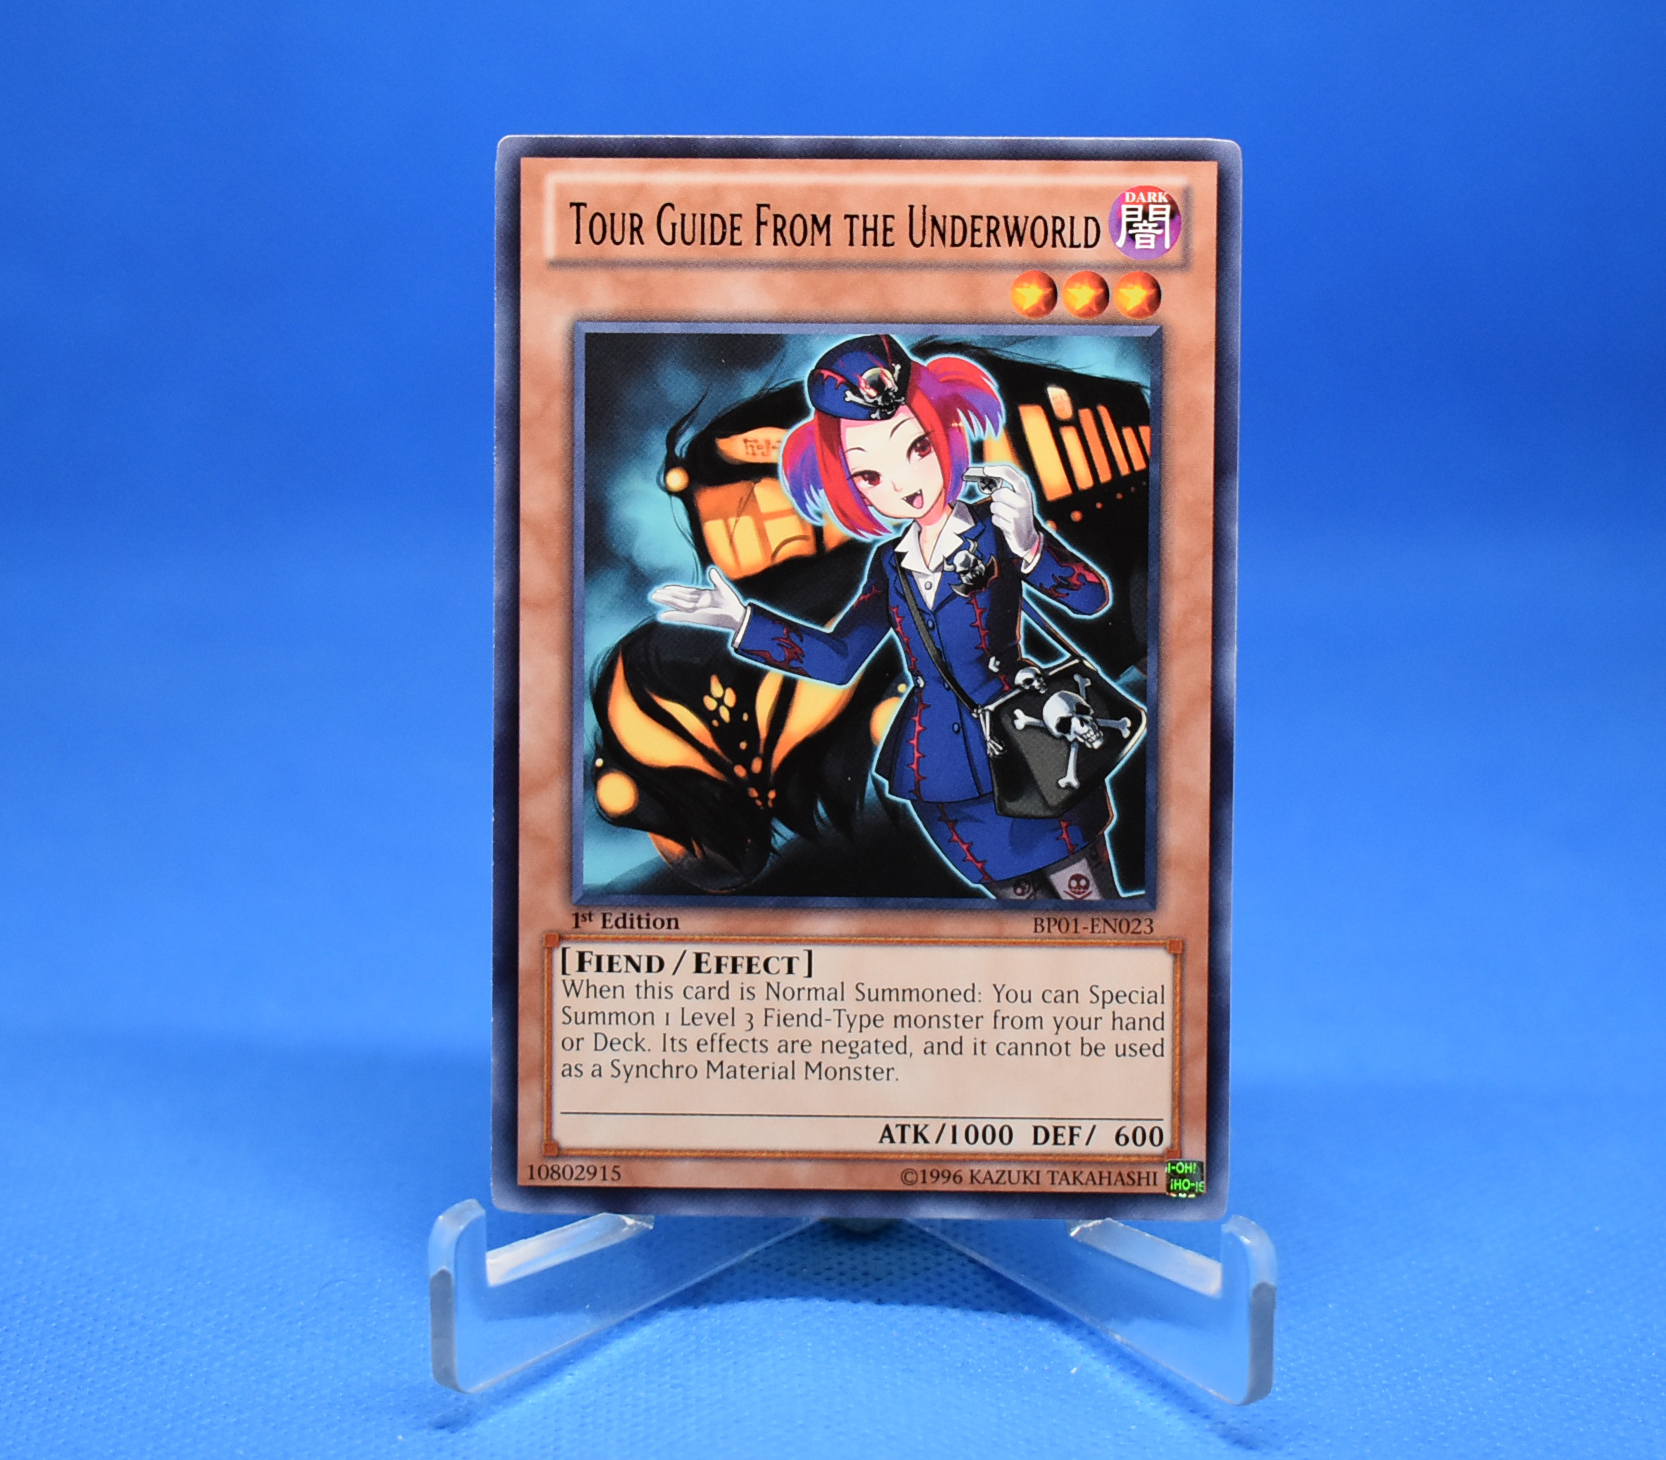 TOUR GUIDE FROM THE UNDERWORLD
DARK
闇
1st Edition
BP01-EN023
[FIEND / EFFECT]
When this card is Normal Summoned: You can Special
Summon 1 Level 3 Fiend-Type monster from your hand
or Deck. Its effects are negated, and it cannot be used
as a Synchro Material Monster.
ATK/1000 DEF/ 600
10802915
©1996 KAZUKI TAKAHASHI